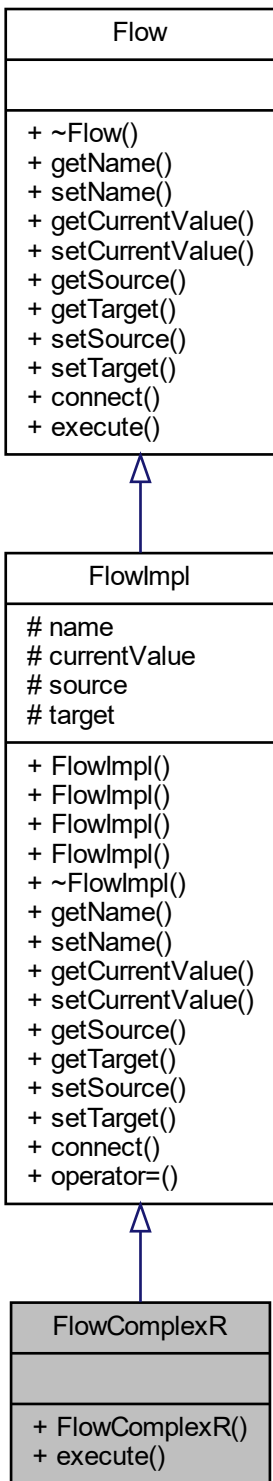 Flow
+ ~Flow()
+ getName()
+ setName()
+ getCurrentValue()
+ setCurrentValue()
+ getSource()
+ getTarget()
+ setSource()
+ setTarget()
+ connect()
+ execute()
FlowImpl
# name
# currentValue
# source
# target
+ FlowImpl()
+ FlowImpl()
+ FlowImpl()
+ FlowImpl()
+ ~FlowImpl()
+ getName()
+ setName()
+ getCurrentValue()
+ setCurrentValue()
+ getSource()
+ getTarget()
+ setSource()
+ setTarget()
+ connect()
+ operator=()
FlowComplexR
+ FlowComplexR()
+ execute()